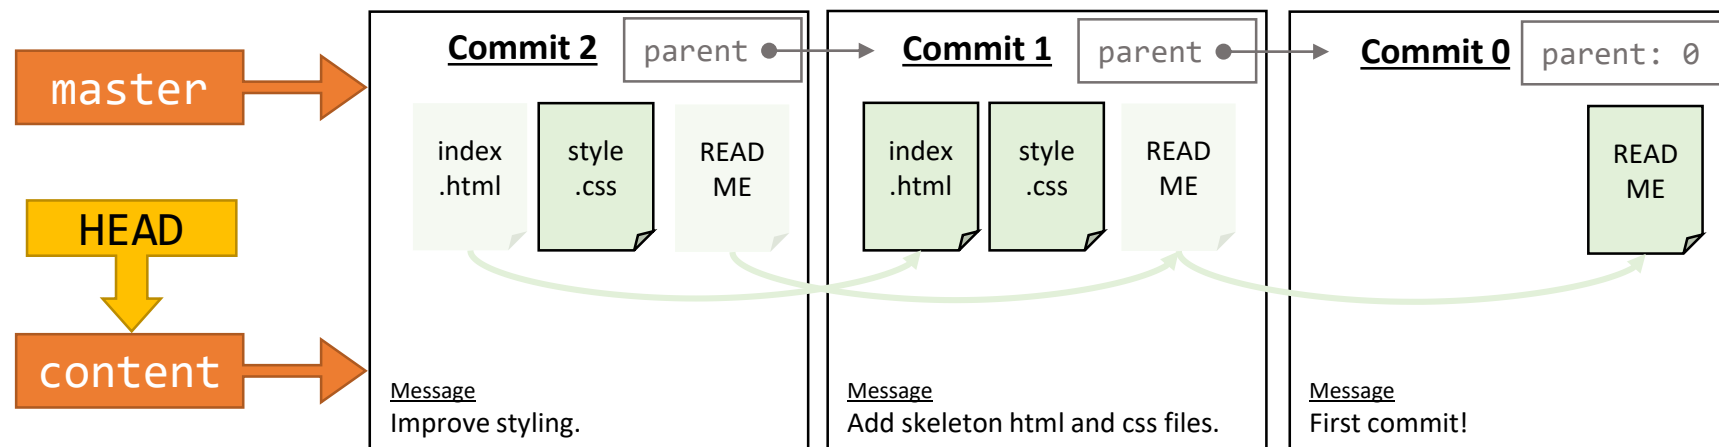 master
HEAD
content
Commit 2
parent
index
.html
style
.css
READ
ME
Message
Improve styling.
Commit 1
parent
index
.html
style
.css
READ
ME
Message
Add skeleton html and css files.
Commit 0
parent: 0
READ
ME
Message
First commit!